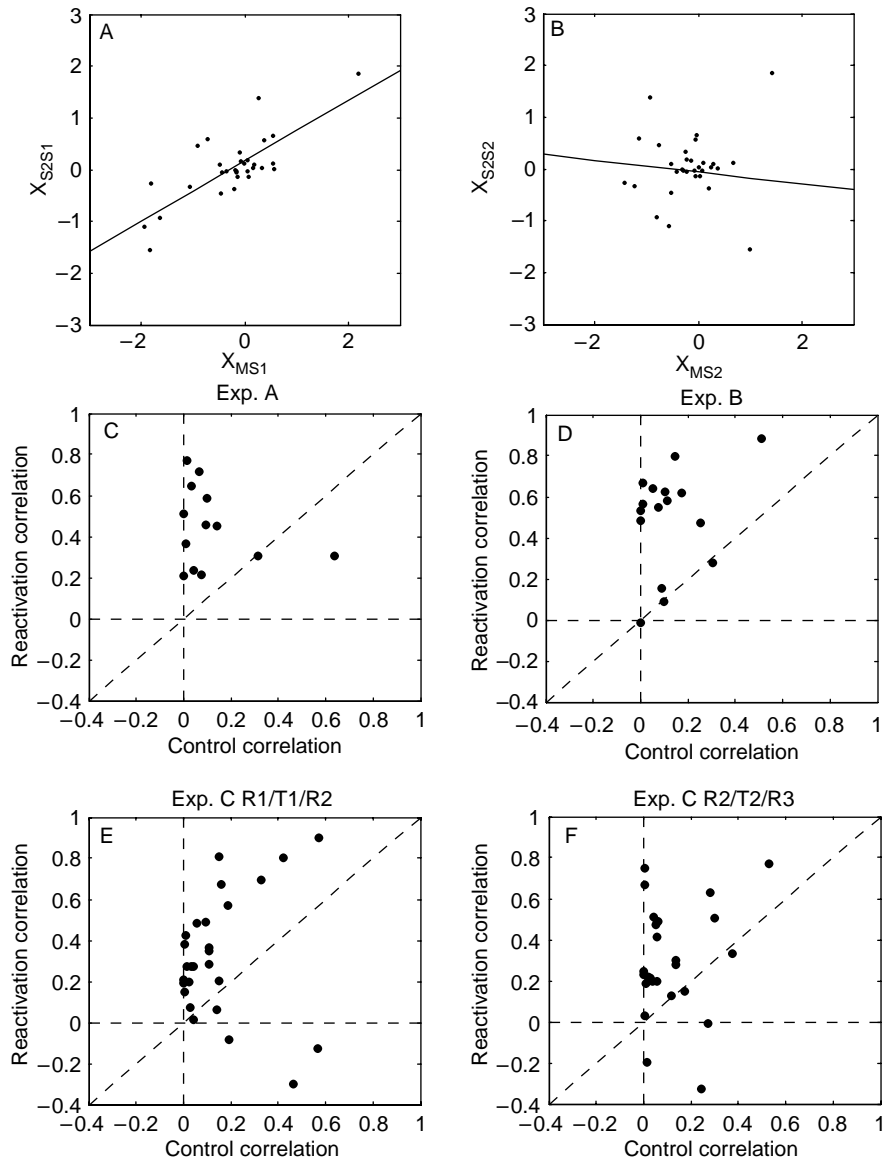 A
3
2
1
0
−1
−2
−3
X_S2S1
−2
0
2
X_MS1
B
3
2
1
0
−1
−2
−3
X_S2S2
−2
0
2
X_MS2
Exp. A
C
1
0.8
0.6
0.4
0.2
0
−0.2
−0.4
Reactivation correlation
−0.4 −0.2 0 0.2 0.4 0.6 0.8 1
Control correlation
Exp. B
D
1
0.8
0.6
0.4
0.2
0
−0.2
−0.4
Reactivation correlation
−0.4 −0.2 0 0.2 0.4 0.6 0.8 1
Control correlation
Exp. C R1/T1/R2
E
1
0.8
0.6
0.4
0.2
0
−0.2
−0.4
Reactivation correlation
−0.4 −0.2 0 0.2 0.4 0.6 0.8 1
Control correlation
Exp. C R2/T2/R3
F
1
0.8
0.6
0.4
0.2
0
−0.2
−0.4
Reactivation correlation
−0.4 −0.2 0 0.2 0.4 0.6 0.8 1
Control correlation